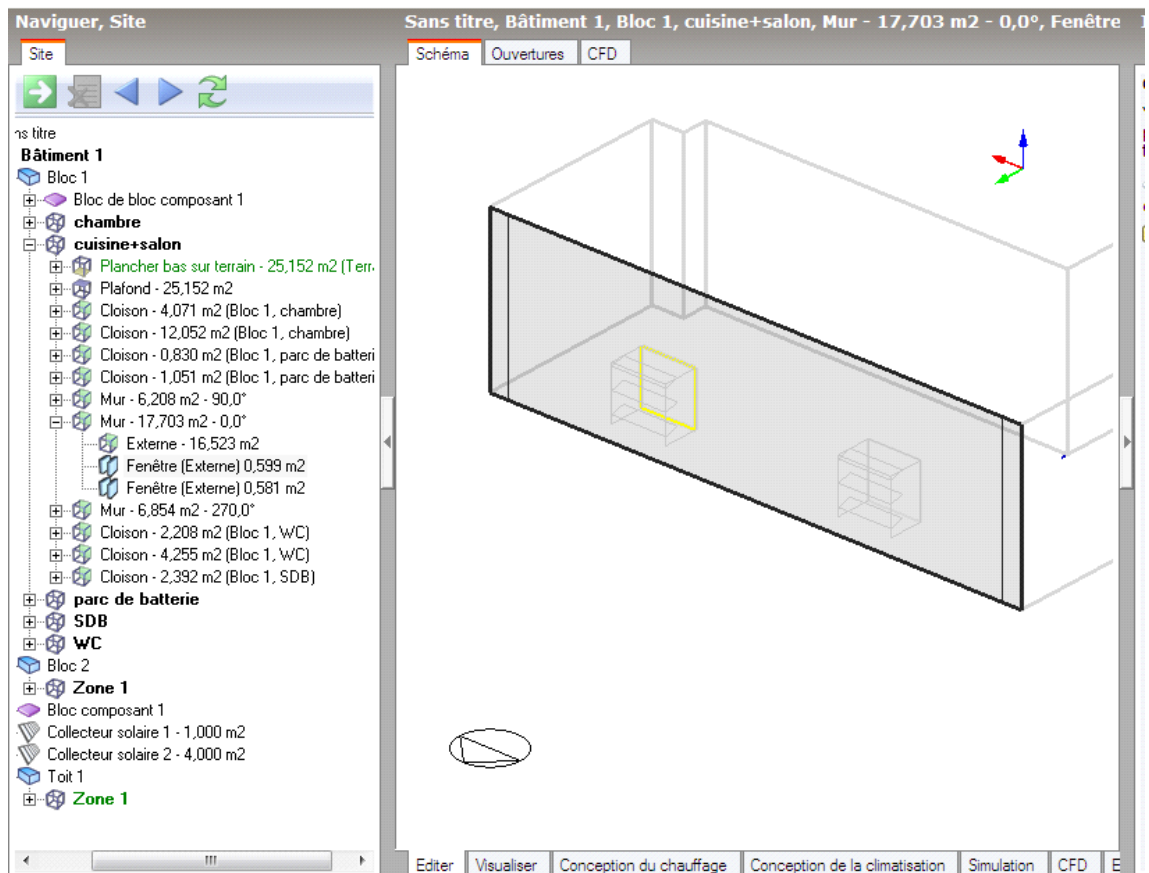 Naviguer, Site
Site
ns titre
Bâtiment 1
Bloc 1
Bloc de bloc composant 1
chambre
cuisine+salon
Plancher bas sur terrain - 25,152 m2 (Terr
Plafond - 25,152 m2
Cloison - 4,071 m2 (Bloc 1, chambre)
Cloison - 12,052 m2 (Bloc 1, chambre)
Cloison - 0,830 m2 (Bloc 1, parc de batteri
Cloison - 1,051 m2 (Bloc 1, parc de batteri
Mur - 6,208 m2 - 90,0°
Mur - 17,703 m2 - 0,0°
Externe - 16,523 m2
Fenêtre (Externe) 0,599 m2
Fenêtre (Externe) 0,581 m2
Mur - 6,854 m2 - 270,0°
Cloison - 2,208 m2 (Bloc 1, WC)
Cloison - 4,255 m2 (Bloc 1, WC)
Cloison - 2,392 m2 (Bloc 1, SDB)
parc de batterie
SDB
WC
Bloc 2
Zone 1
Bloc composant 1
Collecteur solaire 1 - 1,000 m2
Collecteur solaire 2 - 4,000 m2
Toit 1
Zone 1
Sans titre, Bâtiment 1, Bloc 1, cuisine+salon, Mur - 17,703 m2 - 0,0°, Fenêtre
Schéma Ouvertures CFD
Editer Visualiser Conception du chauffage Conception de la climatisation Simulation CFD E